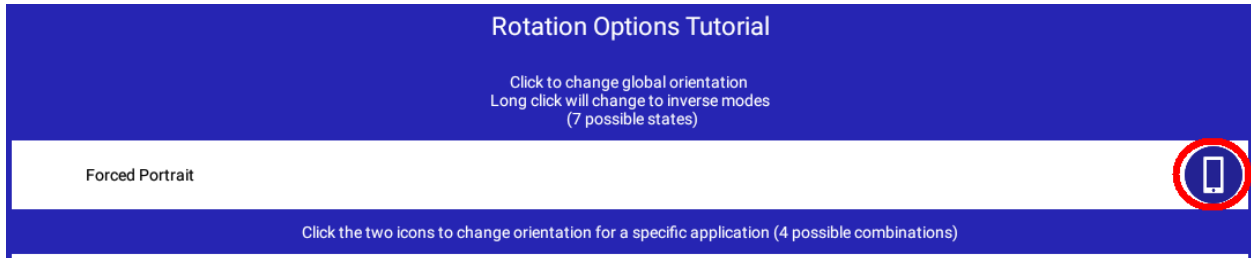 Rotation Options Tutorial
Click to change global orientation
Long click will change to inverse modes
(7 possible states)
Forced Portrait
Click the two icons to change orientation for a specific application (4 possible combinations)